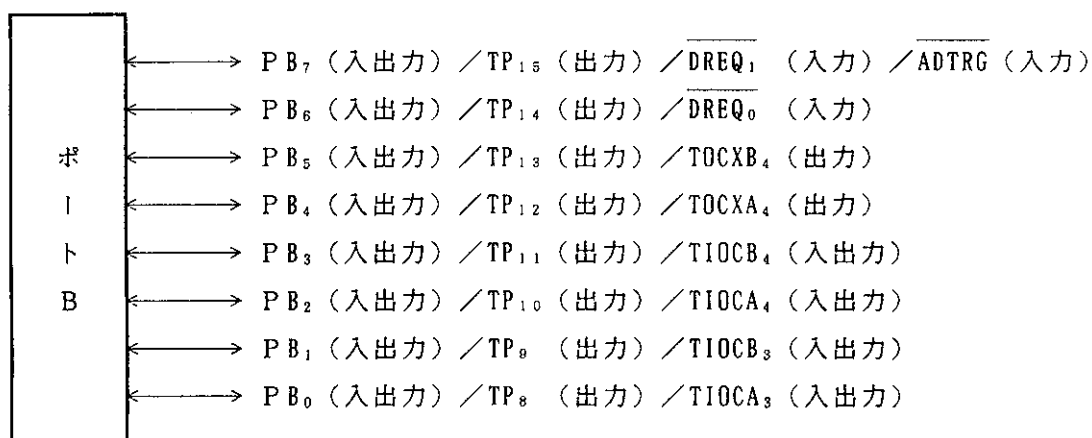 PB₇（入出力）／TP₁₅（出力）／D̅R̅E̅Q̅₁̅（入力）／A̅D̅T̅R̅G̅（入力）
PB₆（入出力）／TP₁₄（出力）／D̅R̅E̅Q̅₀̅（入力）
PB₅（入出力）／TP₁₃（出力）／TOCXB₄（出力）
PB₄（入出力）／TP₁₂（出力）／TOCXA₄（出力）
PB₃（入出力）／TP₁₁（出力）／TIOCB₄（入出力）
PB₂（入出力）／TP₁₀（出力）／TIOCA₄（入出力）
PB₁（入出力）／TP₉（出力）／TIOCB₃（入出力）
PB₀（入出力）／TP₈（出力）／TIOCA₃（入出力）
ポートB